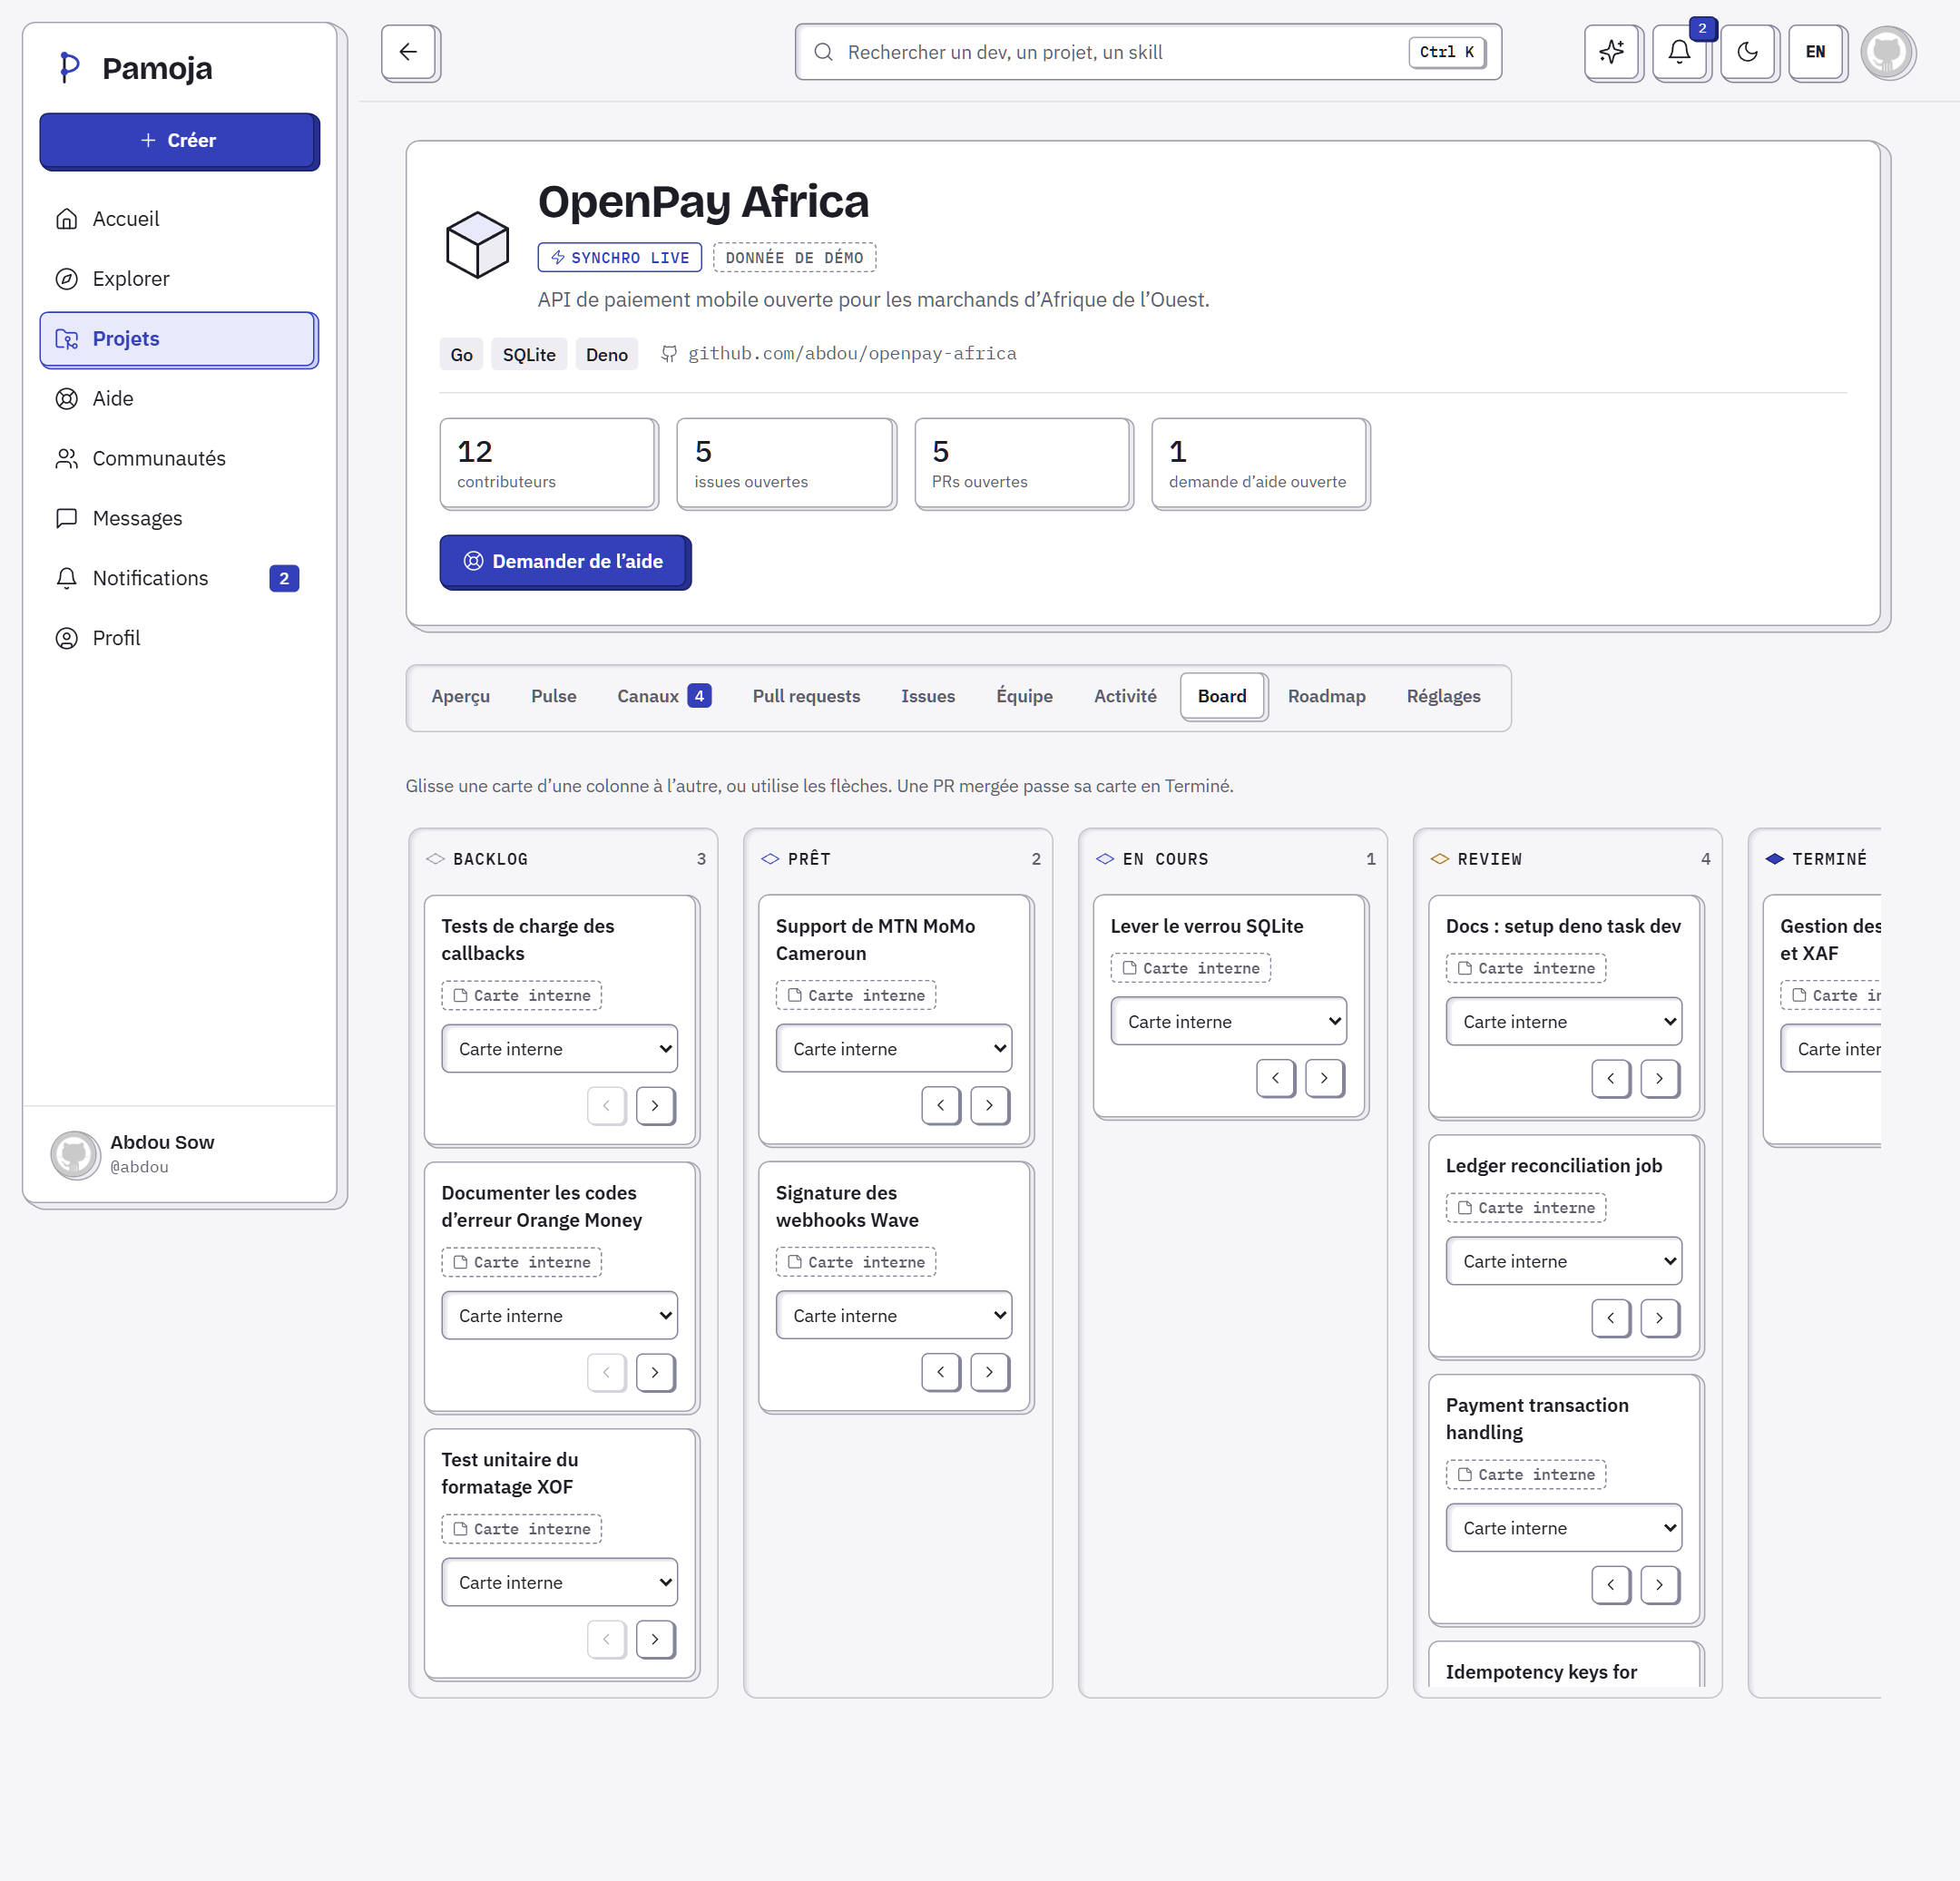 Pamoja
Créer
Accueil
Explorer
Projets
Aide
Communautés
Messages
Notifications 2
Profil
Abdou Sow
@abdou
Rechercher un dev, un projet, un skill Ctrl K
2
EN
OpenPay Africa
SYNCHRO LIVE DONNÉE DE DÉMO
API de paiement mobile ouverte pour les marchands d’Afrique de l’Ouest.
Go SQLite Deno github.com/abdou/openpay-africa
12
contributeurs
5
issues ouvertes
5
PRs ouvertes
1
demande d’aide ouverte
Demander de l’aide
Aperçu Pulse Canaux 4 Pull requests Issues Équipe Activité Board Roadmap Réglages
Glisse une carte d’une colonne à l’autre, ou utilise les flèches. Une PR mergée passe sa carte en Terminé.
BACKLOG 3
Tests de charge des
callbacks
Carte interne
Carte interne
Documenter les codes
d’erreur Orange Money
Carte interne
Carte interne
Test unitaire du
formatage XOF
Carte interne
Carte interne
PRÊT 2
Support de MTN MoMo
Cameroun
Carte interne
Carte interne
Signature des
webhooks Wave
Carte interne
Carte interne
EN COURS 1
Lever le verrou SQLite
Carte interne
Carte interne
REVIEW 4
Docs : setup deno task dev
Carte interne
Carte interne
Ledger reconciliation job
Carte interne
Carte interne
Payment transaction
handling
Carte interne
Carte interne
Idempotency keys for
TERMINÉ
Gestion des
et XAF
Carte in
Carte inter